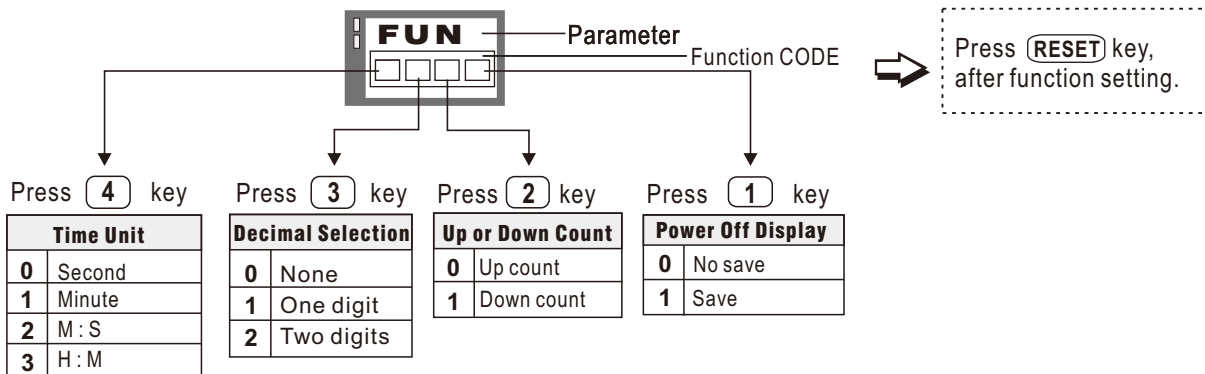 FUN
Parameter
Function CODE
Press RESET key,
after function setting.
Press 4 key
Time Unit
0 Second
1 Minute
2 M : S
3 H : M
Press 3 key
Decimal Selection
0 None
1 One digit
2 Two digits
Press 2 key
Up or Down Count
0 Up count
1 Down count
Press 1 key
Power Off Display
0 No save
1 Save